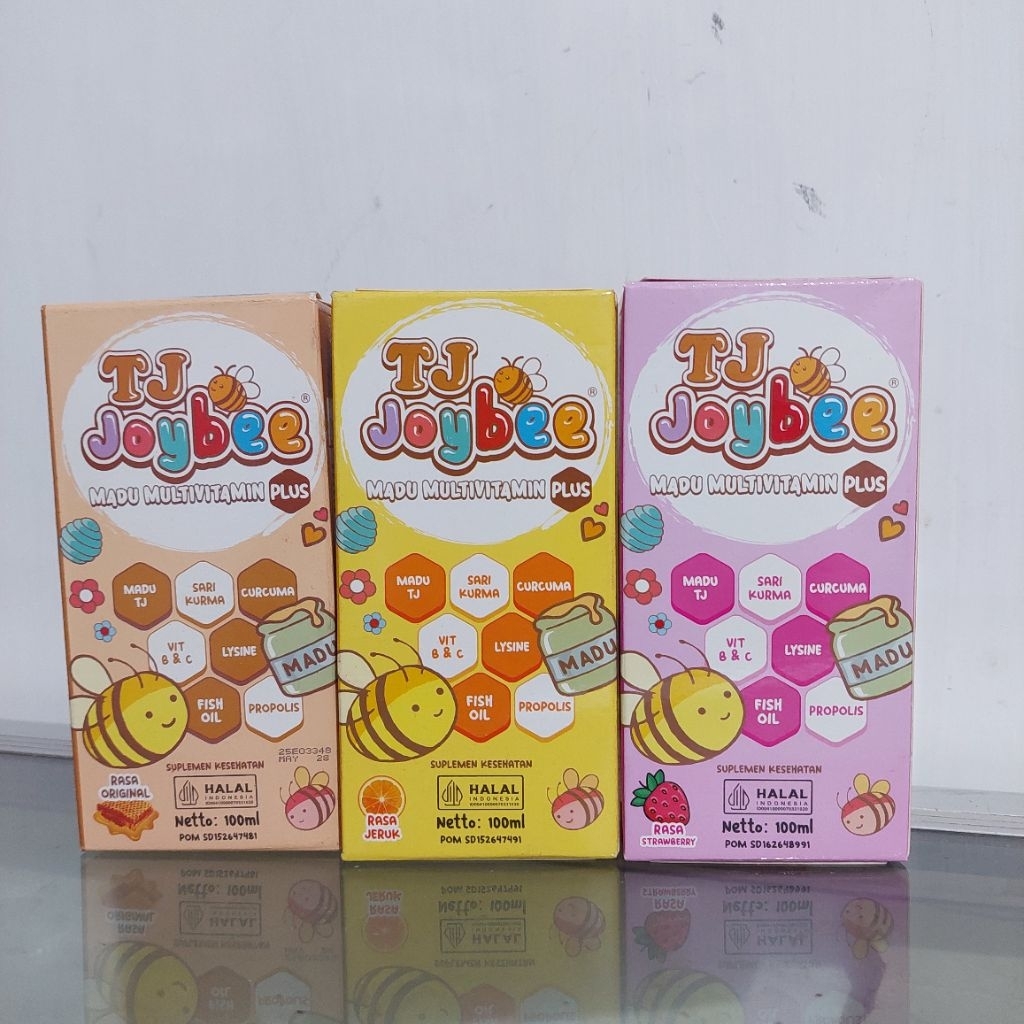 TJ
Joybee®
MADU MULTIVITAMIN PLUS
MADU
TJ
SARI
KURMA
CURCUMA
VIT
B & C
LYSINE
MADU
FISH
OIL
PROPOLIS
25E03348
MAY 28
SUPLEMEN KESEHATAN
RASA
ORIGINAL
HALAL
INDONESIA
Netto: 100ml
POM SD152647481
TJ
Joybee®
MADU MULTIVITAMIN PLUS
MADU
TJ
SARI
KURMA
CURCUMA
VIT
B & C
LYSINE
MADU
FISH
OIL
PROPOLIS
SUPLEMEN KESEHATAN
RASA
JERUK
HALAL
INDONESIA
Netto: 100ml
POM SD152647491
TJ
Joybee®
MADU MULTIVITAMIN PLUS
MADU
TJ
SARI
KURMA
CURCUMA
VIT
B & C
LYSINE
MADU
FISH
OIL
PROPOLIS
SUPLEMEN KESEHATAN
RASA
STRAWBERRY
HALAL
INDONESIA
Netto: 100ml
POM SD162648991